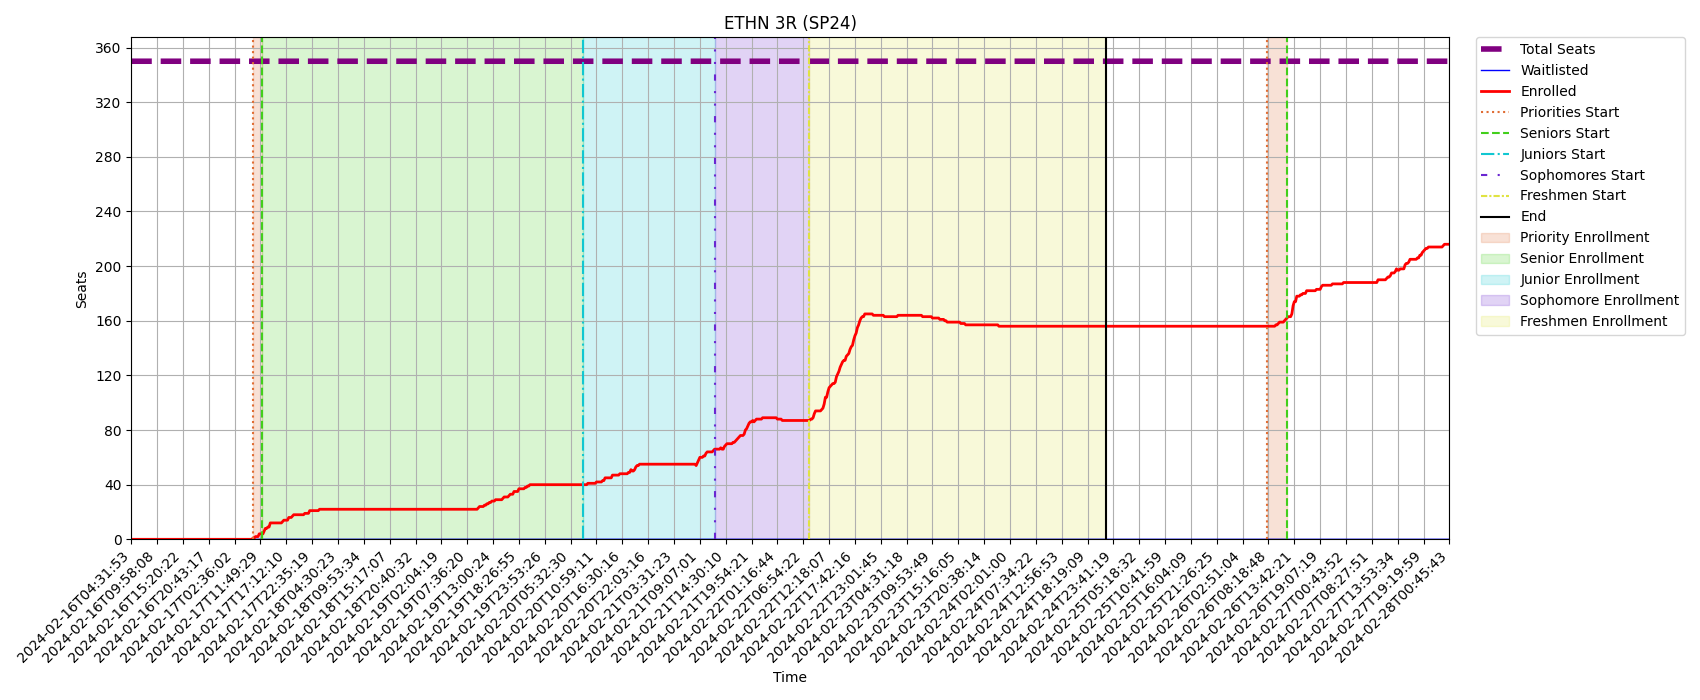 ETHN 3R (SP24)
Seats
360
320
280
240
200
160
120
80
40
0
2024-02-16T04:31:53
2024-02-16T09:58:08
2024-02-16T15:20:22
2024-02-16T20:43:17
2024-02-17T02:36:02
2024-02-17T11:49:29
2024-02-17T17:12:10
2024-02-17T22:35:19
2024-02-18T04:30:23
2024-02-18T09:53:34
2024-02-18T15:17:07
2024-02-18T20:40:32
2024-02-19T02:04:19
2024-02-19T07:36:20
2024-02-19T13:00:24
2024-02-19T18:26:55
2024-02-19T23:53:26
2024-02-20T05:32:30
2024-02-20T10:59:11
2024-02-20T16:30:16
2024-02-20T22:03:16
2024-02-21T03:31:23
2024-02-21T09:07:01
2024-02-21T14:30:10
2024-02-21T19:54:21
2024-02-22T01:16:44
2024-02-22T06:54:22
2024-02-22T12:18:07
2024-02-22T17:42:16
2024-02-22T23:01:45
2024-02-23T04:31:18
2024-02-23T09:53:49
2024-02-23T15:16:05
2024-02-23T20:38:14
2024-02-24T02:01:00
2024-02-24T07:34:22
2024-02-24T12:56:53
2024-02-24T18:19:09
2024-02-24T23:41:19
2024-02-25T05:18:32
2024-02-25T10:41:59
2024-02-25T16:04:09
2024-02-25T21:26:25
2024-02-26T02:51:04
2024-02-26T08:18:48
2024-02-26T13:42:21
2024-02-26T19:07:19
2024-02-27T00:43:52
2024-02-27T08:27:51
2024-02-27T13:53:34
2024-02-27T19:19:59
2024-02-28T00:45:43
Time
Total Seats
Waitlisted
Enrolled
Priorities Start
Seniors Start
Juniors Start
Sophomores Start
Freshmen Start
End
Priority Enrollment
Senior Enrollment
Junior Enrollment
Sophomore Enrollment
Freshmen Enrollment